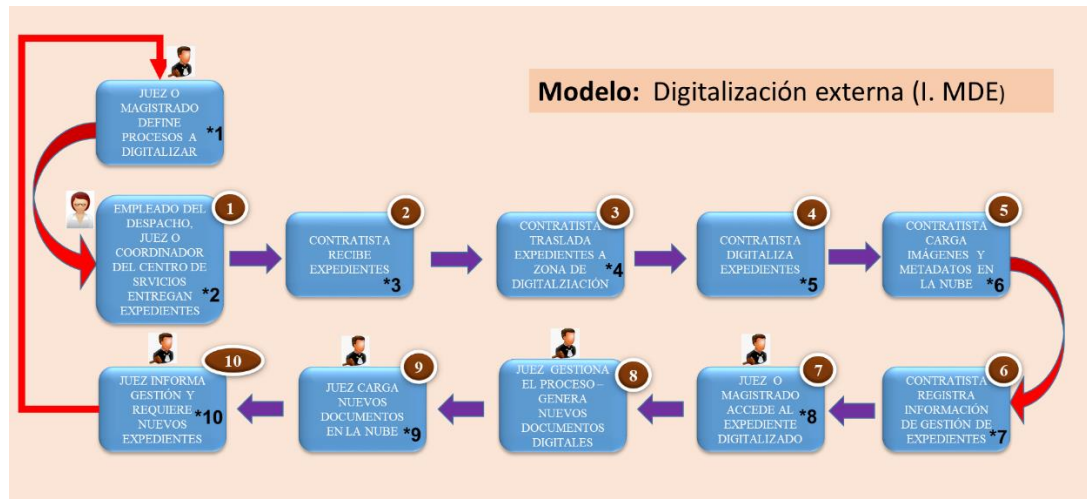 Modelo: Digitalización externa (I. MDE)
JUEZ O
MAGISTRADO
DEFINE
PROCESOS A
DIGITALIZAR *1
1
EMPLEADO DEL
DESPACHO,
JUEZ O
COORDINADOR
DEL CENTRO DE
SRVICIOS
ENTREGAN *2
EXPEDIENTES
2
CONTRATISTA
RECIBE
EXPEDIENTES
*3
3
CONTRATISTA
TRASLADA
EXPEDIENTES A
ZONA DE *4
DIGITALZIACIÓN
4
CONTRATISTA
DIGITALIZA
EXPEDIENTES
*5
5
CONTRATISTA
CARGA
IMÁGENES Y
METADATOS EN
LA NUBE *6
6
CONTRATISTA
REGISTRA
INFORMACIÓN
DE GESTIÓN DE
EXPEDIENTES *7
7
JUEZ O
MAGISTRADO
ACCEDE AL
EXPEDIENTE *8
DIGITALIZADO
8
JUEZ GESTIONA
EL PROCESO –
GENERA
NUEVOS
DOCUMENTOS
DIGITALES
9
JUEZ CARGA
NUEVOS
DOCUMENTOS
EN LA NUBE *9
10
JUEZ INFORMA
GESTIÓN Y
REQUIERE *10
NUEVOS
EXPEDIENTES